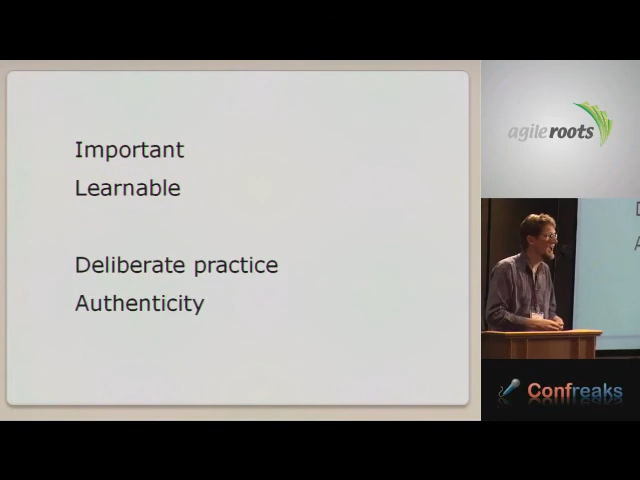 Important
Learnable
Deliberate practice
Authenticity
agileroots
Confreaks